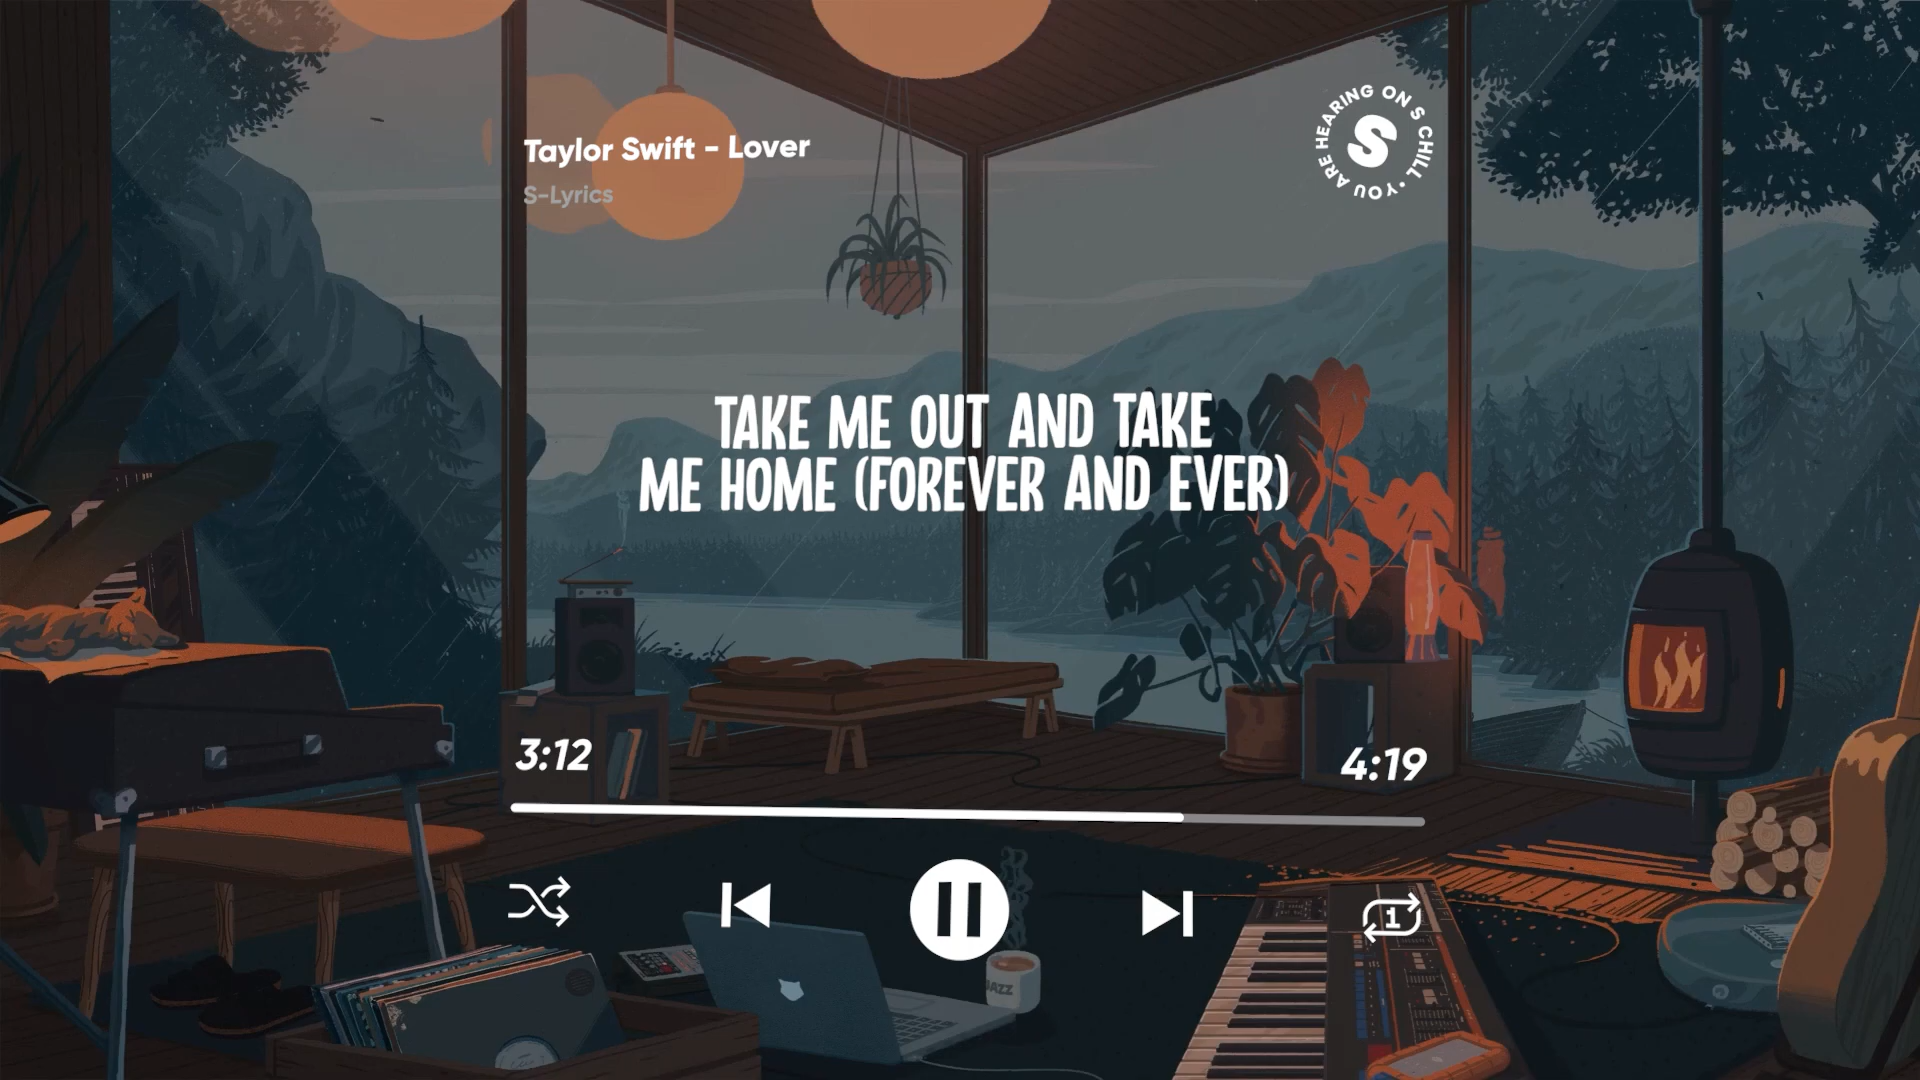 Taylor Swift - Lover
S-Lyrics
YOU ARE HEARING ON S CHILL •
S
TAKE ME OUT AND TAKE
ME HOME (FOREVER AND EVER)
3:12
4:19
1
JAZZ